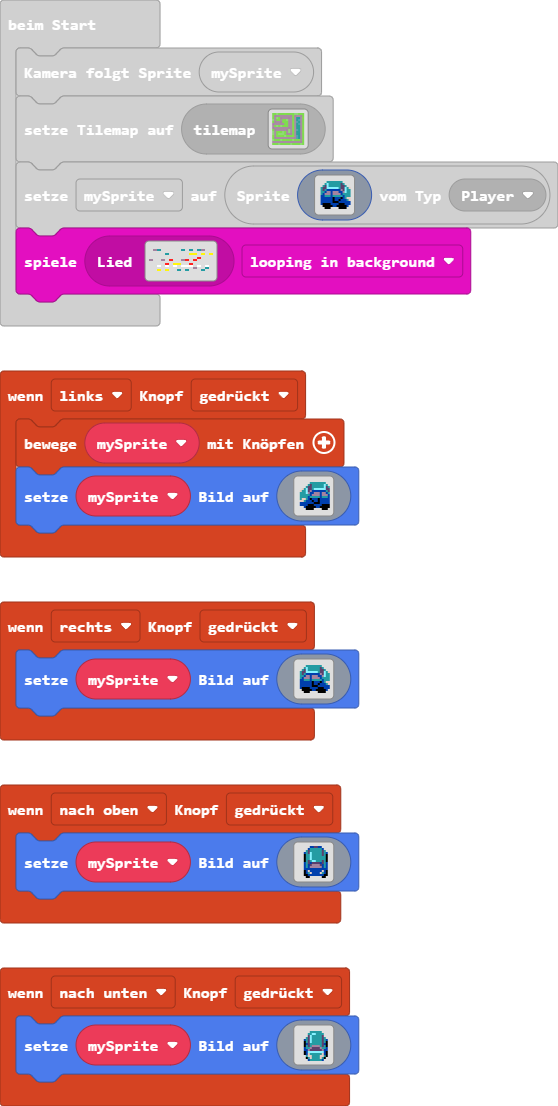 beim Start
Kamera folgt Sprite mySprite
setze Tilemap auf tilemap
setze mySprite auf Sprite vom Typ Player
spiele Lied looping in background
wenn links Knopf gedrückt
bewege mySprite mit Knöpfen
setze mySprite Bild auf
wenn rechts Knopf gedrückt
setze mySprite Bild auf
wenn nach oben Knopf gedrückt
setze mySprite Bild auf
wenn nach unten Knopf gedrückt
setze mySprite Bild auf